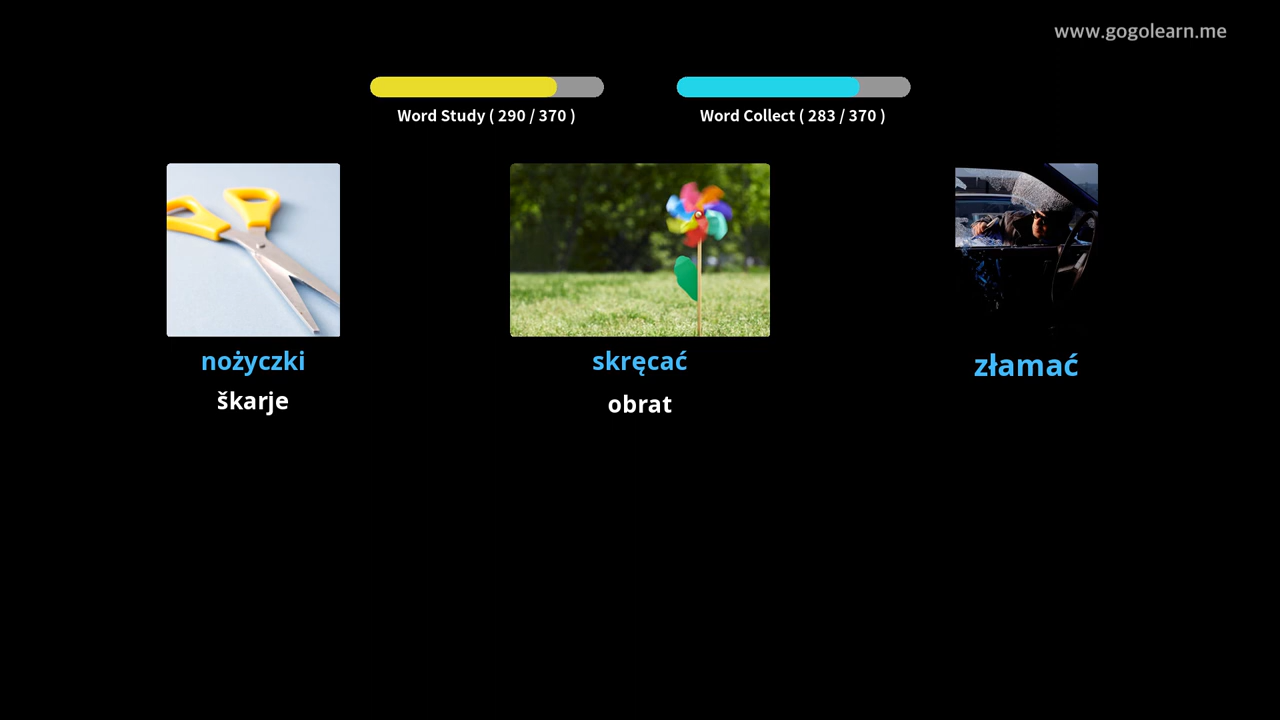 www.gogolearn.me
Word Study ( 290 / 370 )
Word Collect ( 283 / 370 )
nożyczki
škarje
skręcać
obrat
złamać